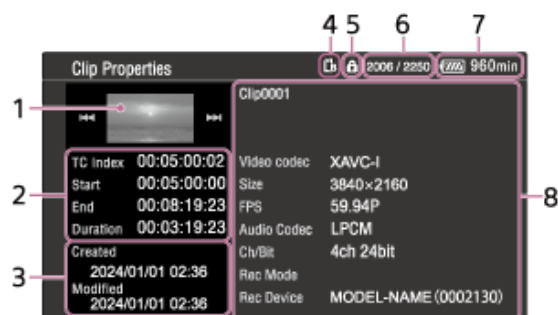 4 5 6 7
Clip Properties 2006 / 2250 960min
1
Clip0001
TC Index 00:05:00:02
Start 00:05:00:00
End 00:08:19:23
Duration 00:03:19:23
2
Video codec XAVC-I
Size 3840×2160
FPS 59.94P
Audio Codec LPCM
Ch/Bit 4ch 24bit
Rec Mode
Rec Device MODEL-NAME (0002130)
8
Created
2024/01/01 02:36
Modified
2024/01/01 02:36
3